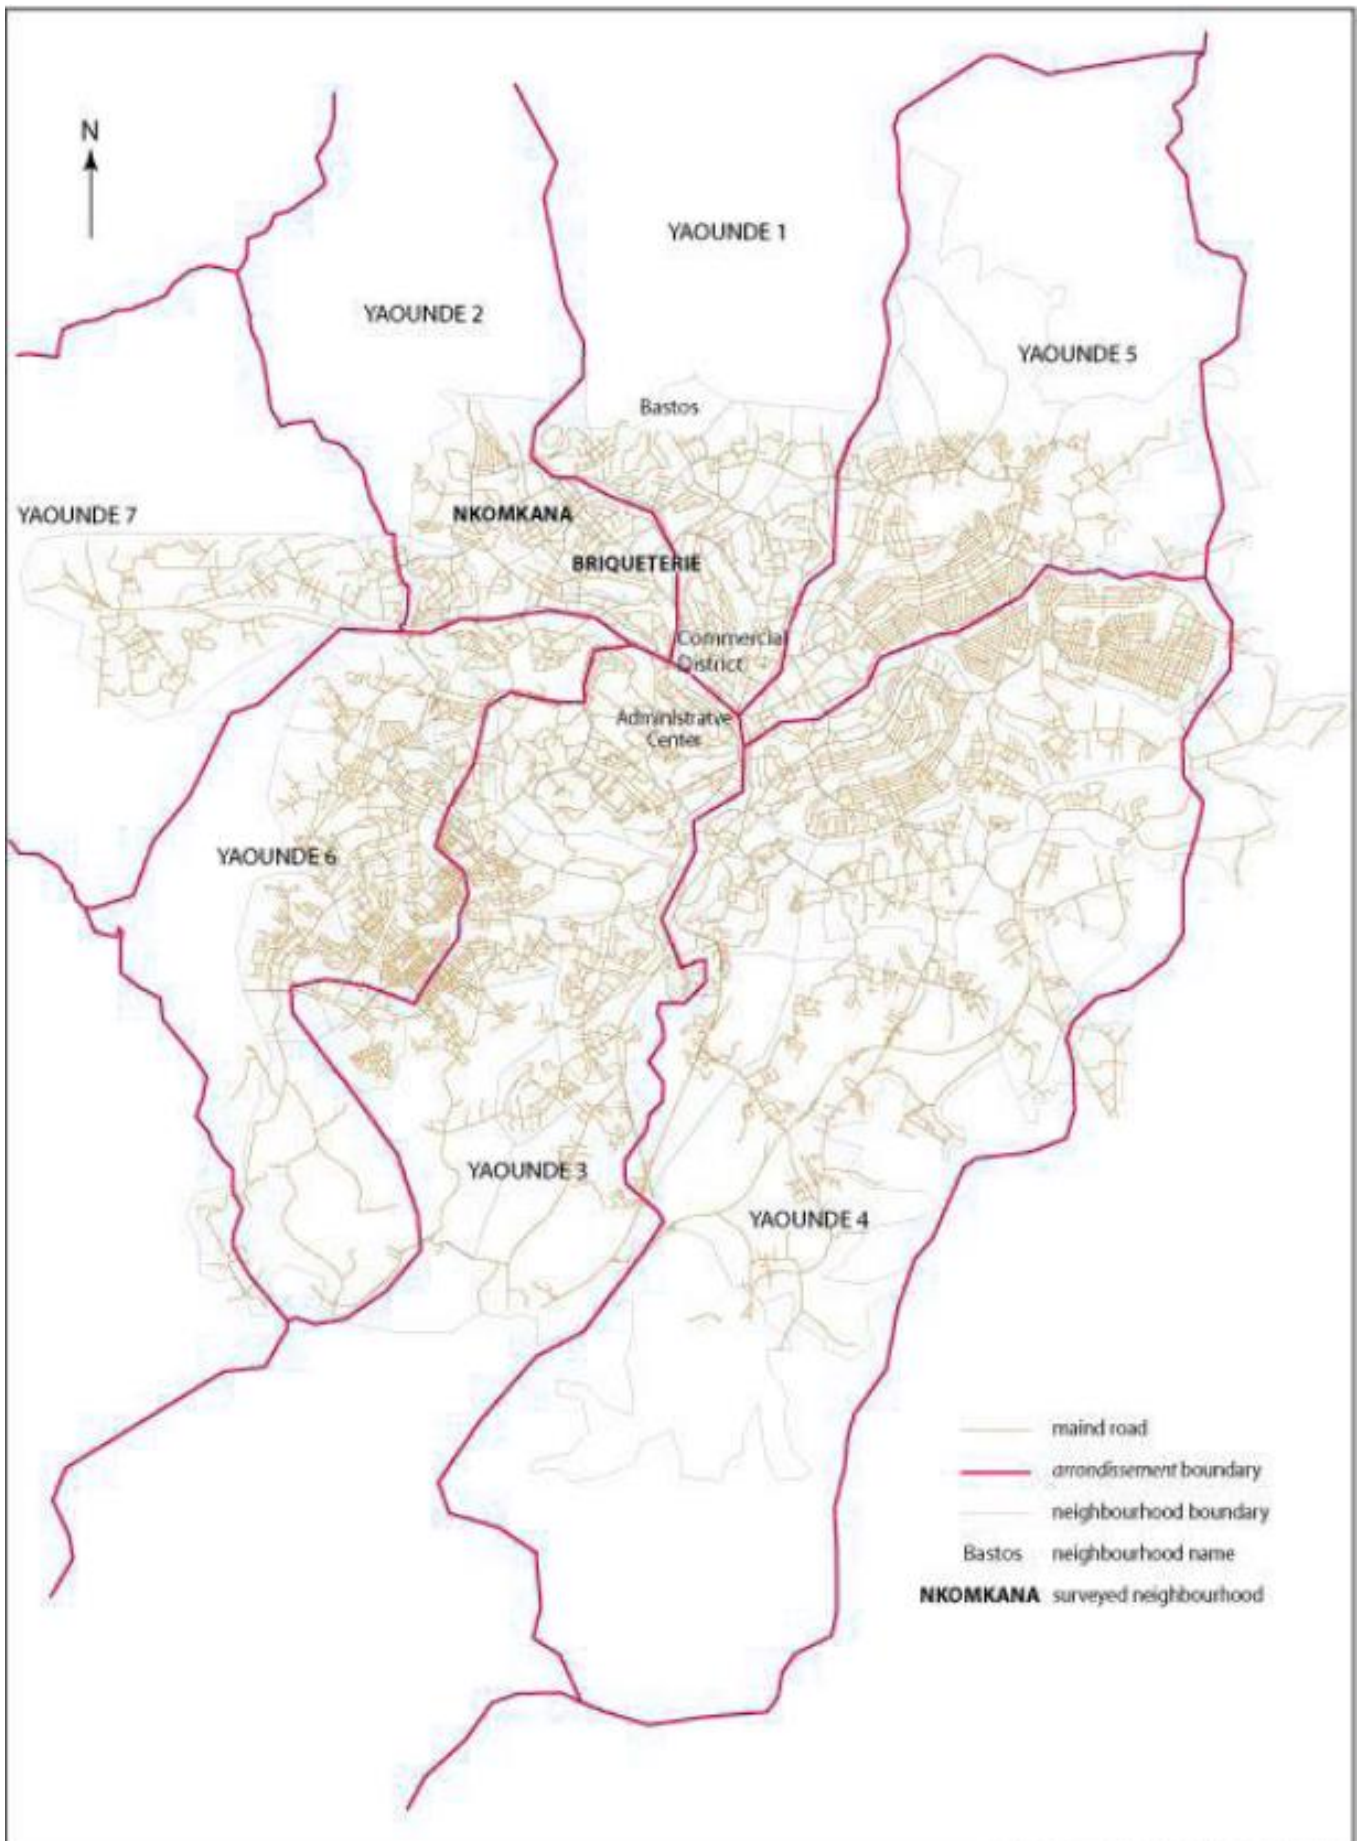 N
YAOUNDE 1
YAOUNDE 2
YAOUNDE 5
Bastos
YAOUNDE 7
NKOMKANA
BRIQUETERIE
Commercial
District
Administratve
Center
YAOUNDE 6
YAOUNDE 3
YAOUNDE 4
maind road
arrondissement boundary
neighbourhood boundary
Bastos neighbourhood name
NKOMKANA surveyed neighbourhood